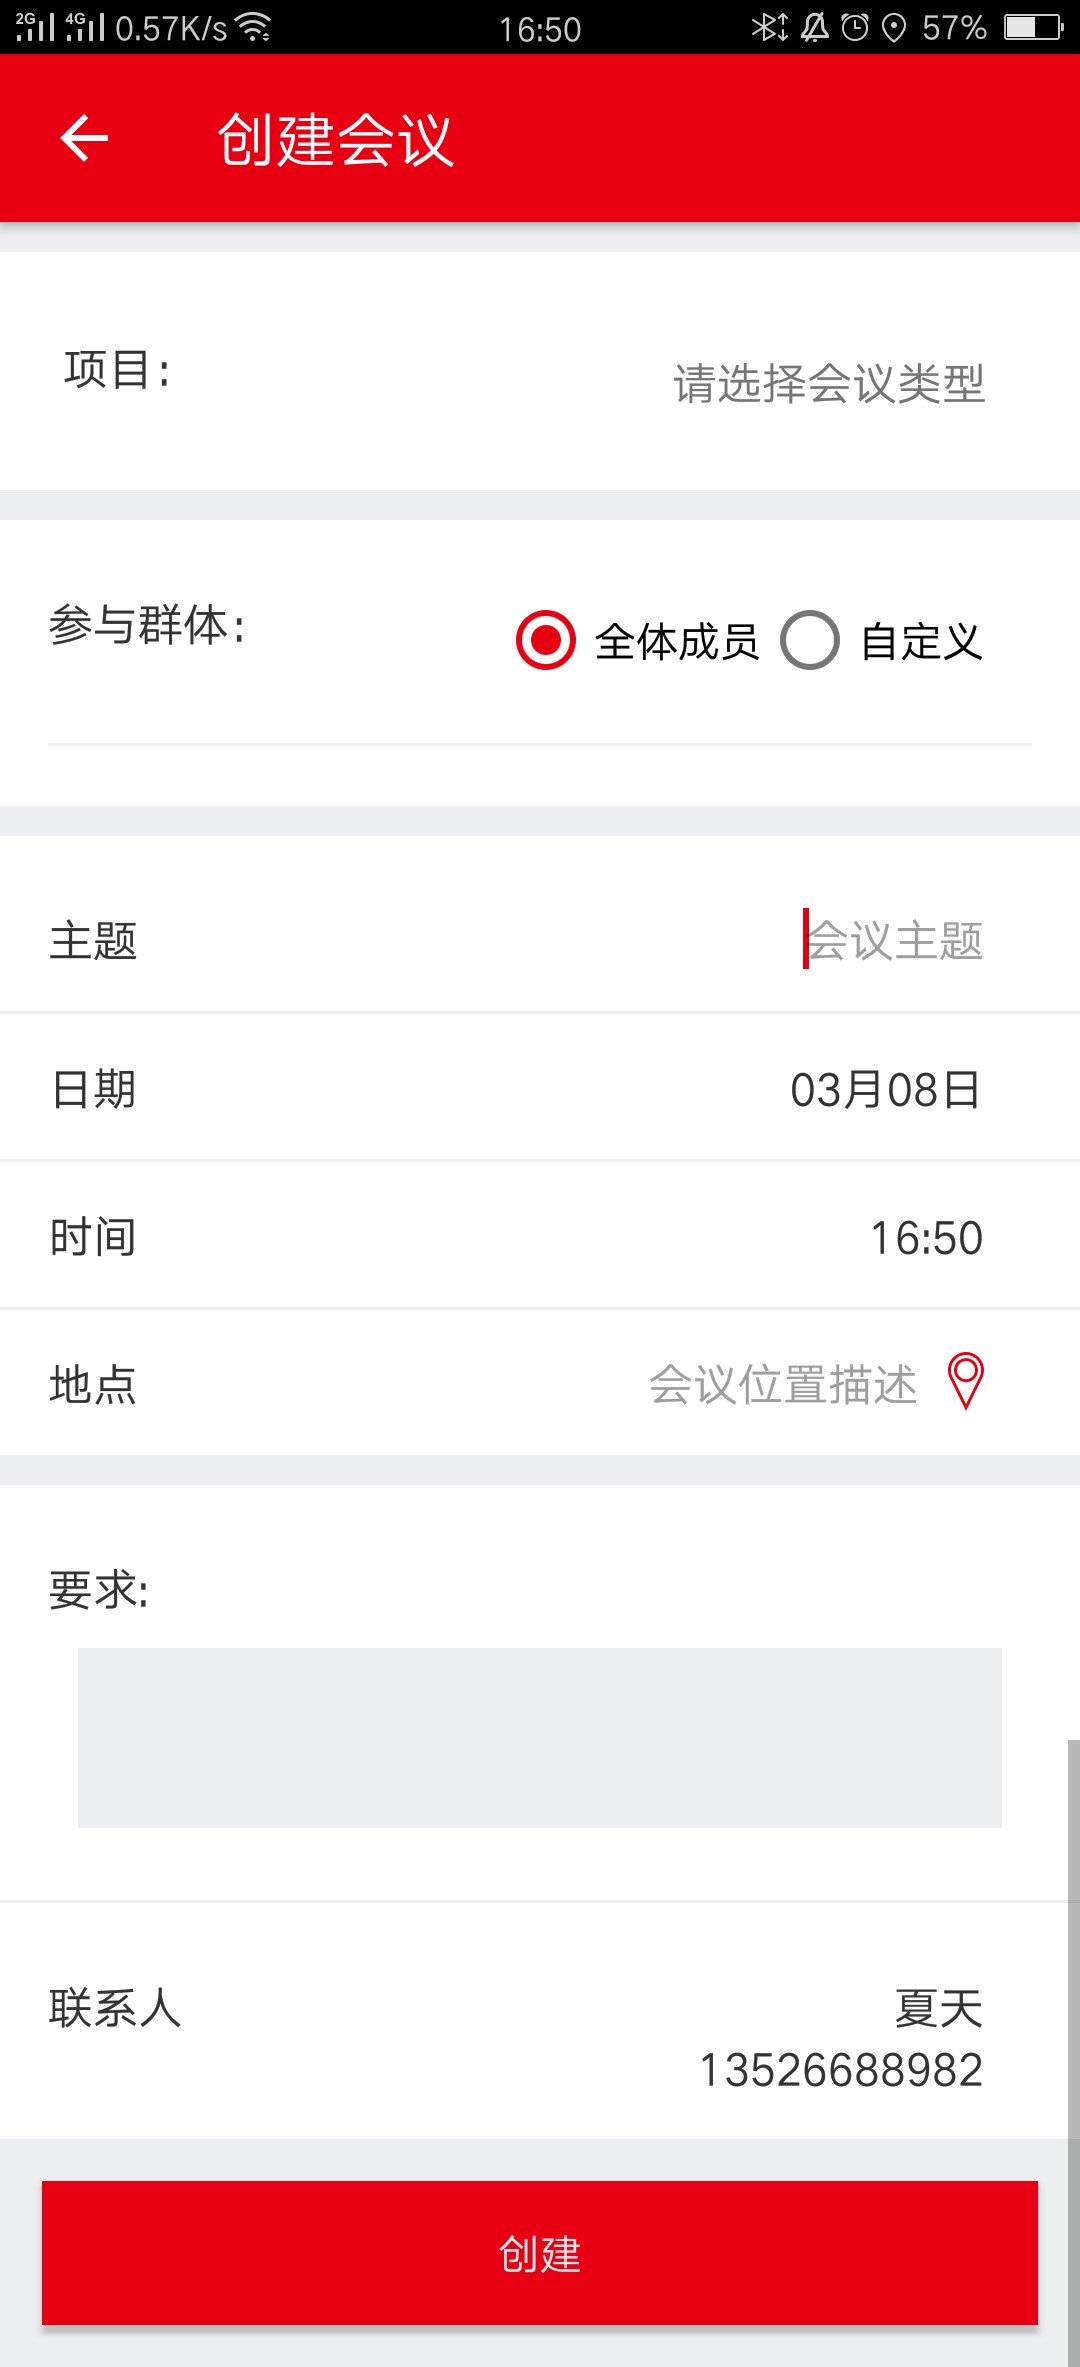 2G 4G 0.57K/s 16:50 57%
创建会议
项目:
请选择会议类型
参与群体:
全体成员 自定义
主题 会议主题
日期 03月08日
时间 16:50
地点 会议位置描述
要求:
联系人 夏天
13526688982
创建